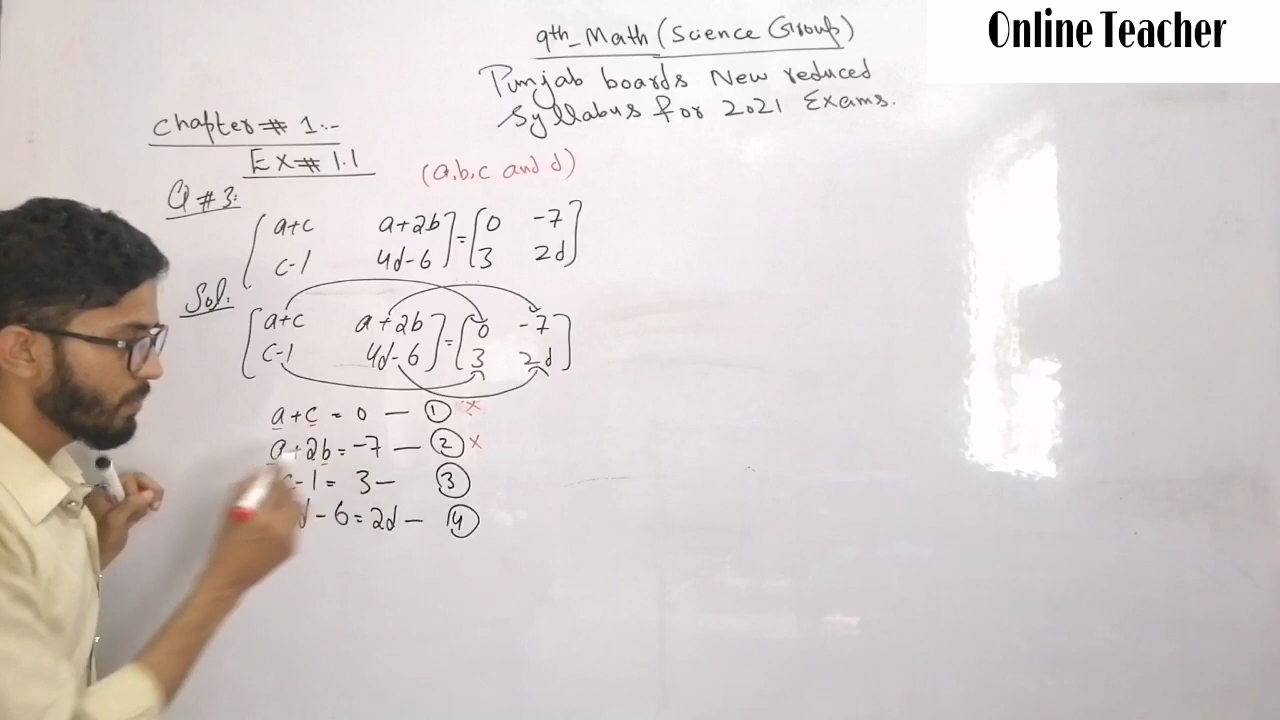 Online Teacher
9th_Math (Science Group)
Punjab boards New reduced
Syllabus for 2021 Exams.
Chapter # 1:-
Ex # 1.1
(a,b,c and d)
Q # 3:
[a+c a+2b] = [0 -7]
[c-1 4d-6] [3 2d]
Sol:
[a+c a+2b] = [0 -7]
[c-1 4d-6] [3 2d]
a+c = 0 — ① ×
a+2b = -7 — ② ×
c-1 = 3 — ③
d - 6 = 2d — ④